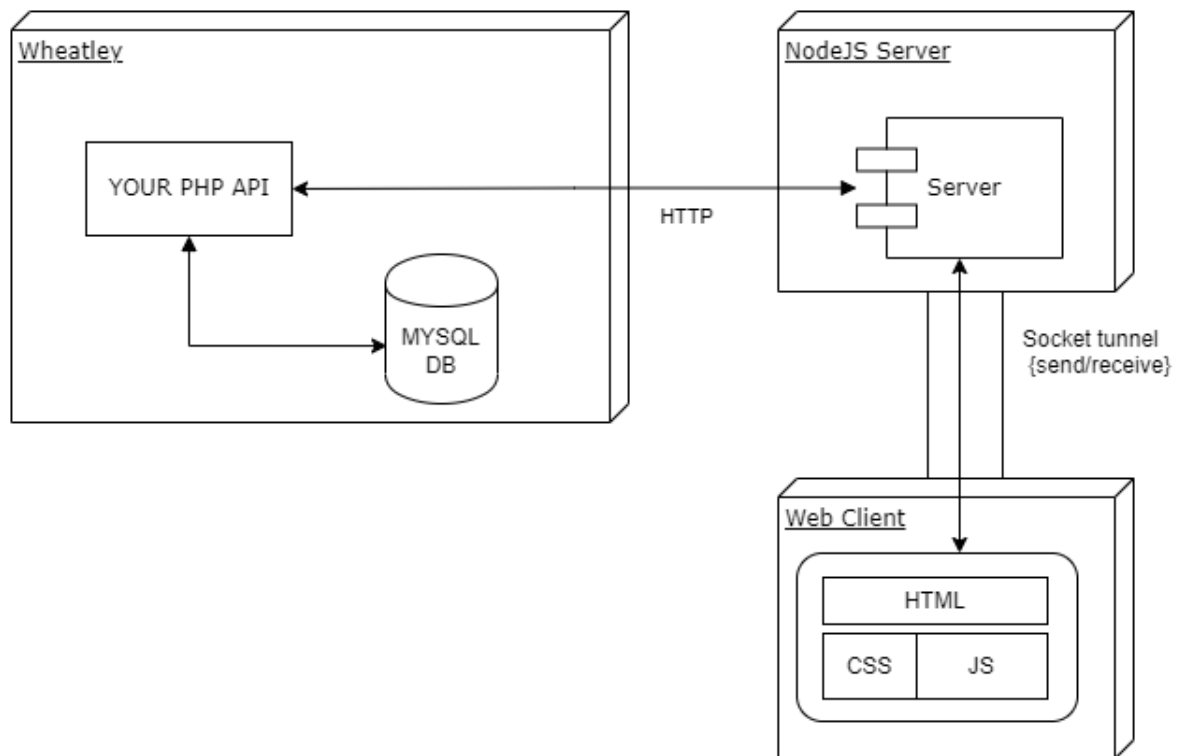 Wheatley
YOUR PHP API
MYSQL
DB
HTTP
NodeJS Server
Server
Socket tunnel
{send/receive}
Web Client
HTML
CSS
JS